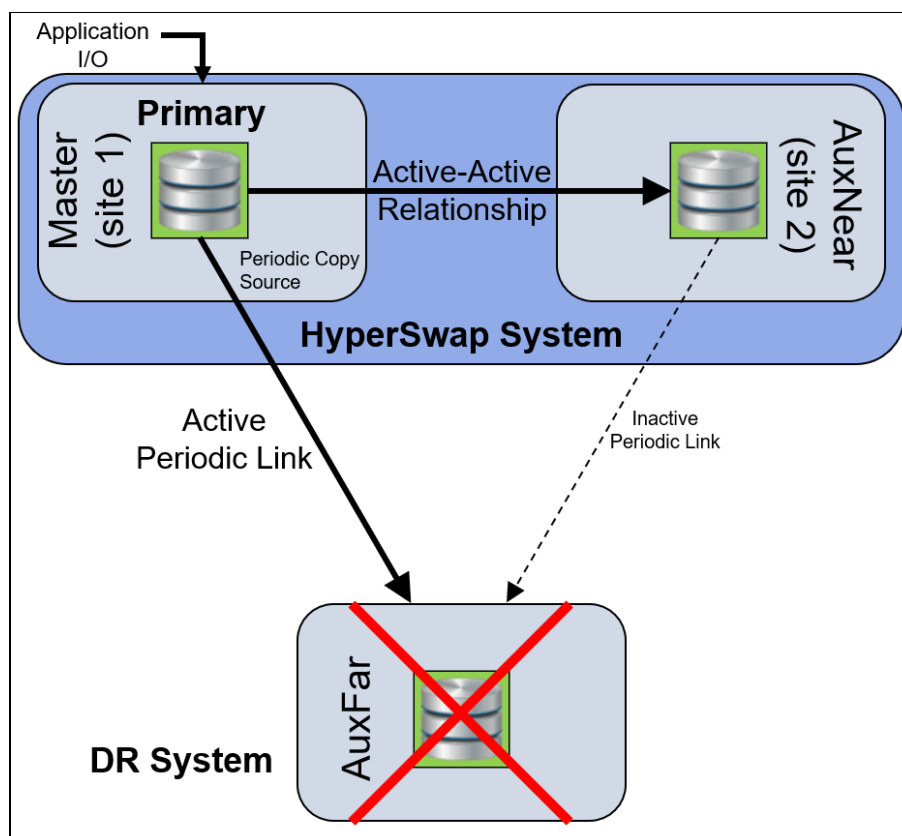 Application
I/O
Primary
Master
(site 1)
Active-Active
Relationship
AuxNear
(site 2)
Periodic Copy
Source
HyperSwap System
Active
Periodic Link
Inactive
Periodic Link
AuxFar
DR System